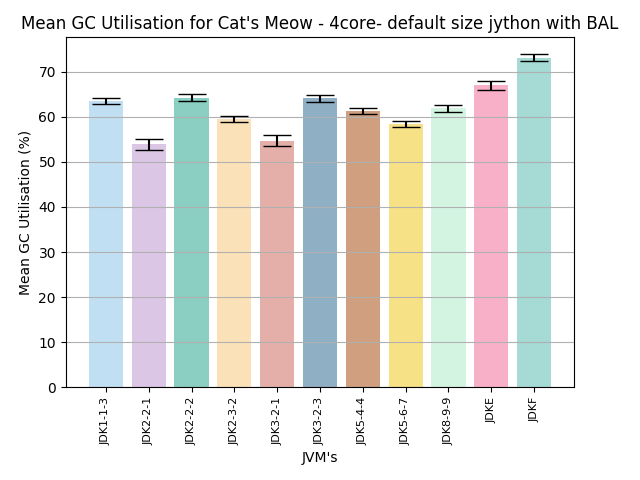 Mean GC Utilisation for Cat's Meow - 4core- default size jython with BAL
Mean GC Utilisation (%)
70
60
50
40
30
20
10
0
JDK1-1-3
JDK2-2-1
JDK2-2-2
JDK2-3-2
JDK3-2-1
JDK3-2-3
JDK5-4-4
JDK5-6-7
JDK8-9-9
JDKE
JDKF
JVM's